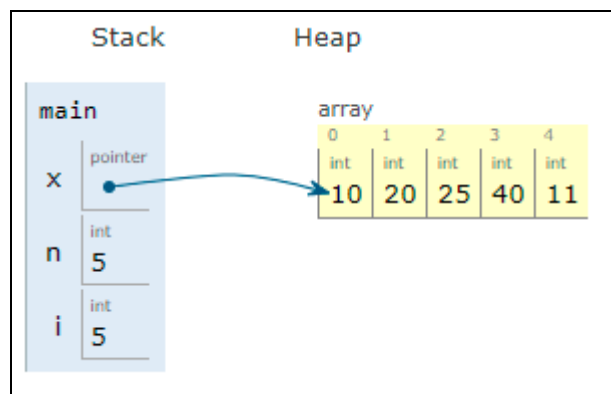 Stack Heap
main
array
0 1 2 3 4
x pointer
int int int int int
10 20 25 40 11
n int
5
i int
5